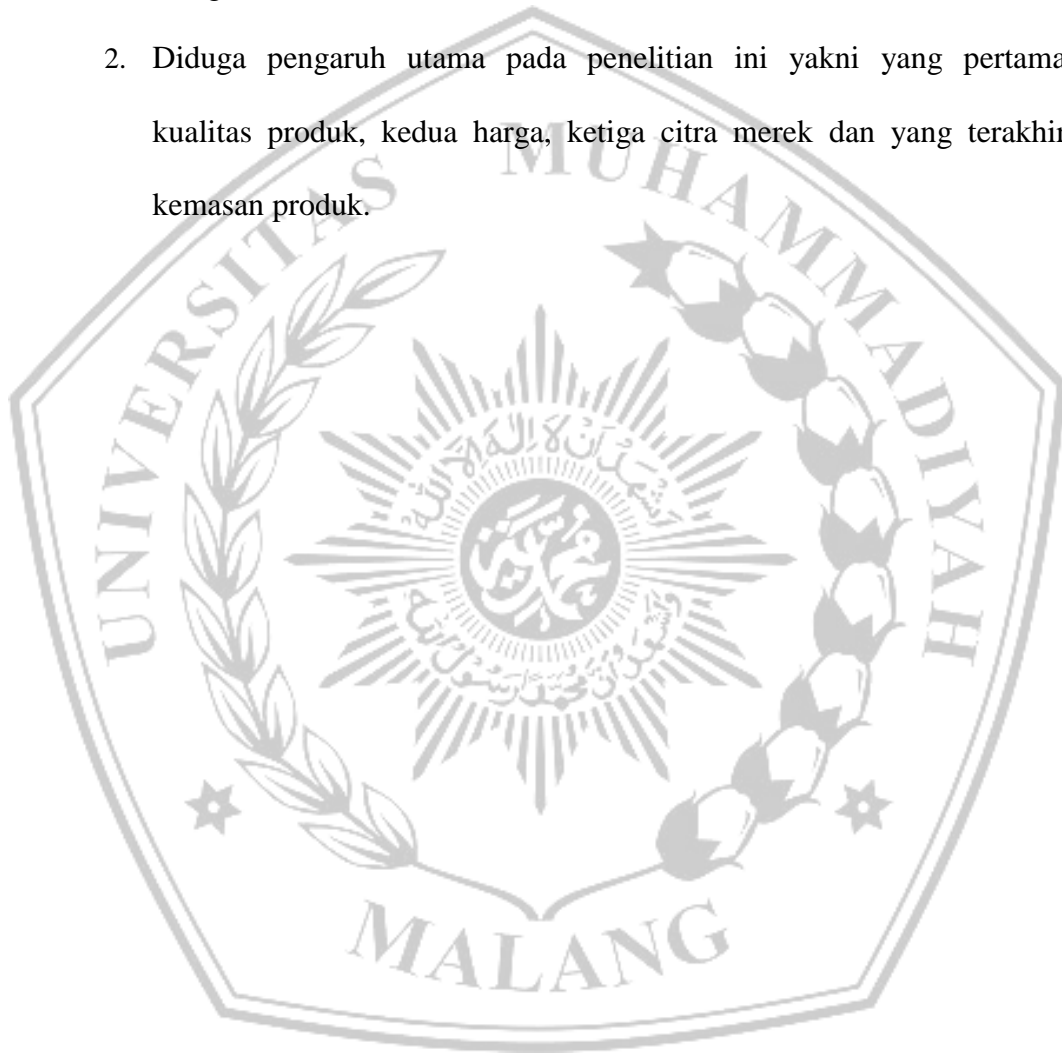 2. Diduga pengaruh utama pada penelitian ini yakni yang pertama
kualitas produk, kedua harga, ketiga citra merek dan yang terakhir
kemasan produk.
UNIVERSITAS MUHAMMADIYAH
MALANG